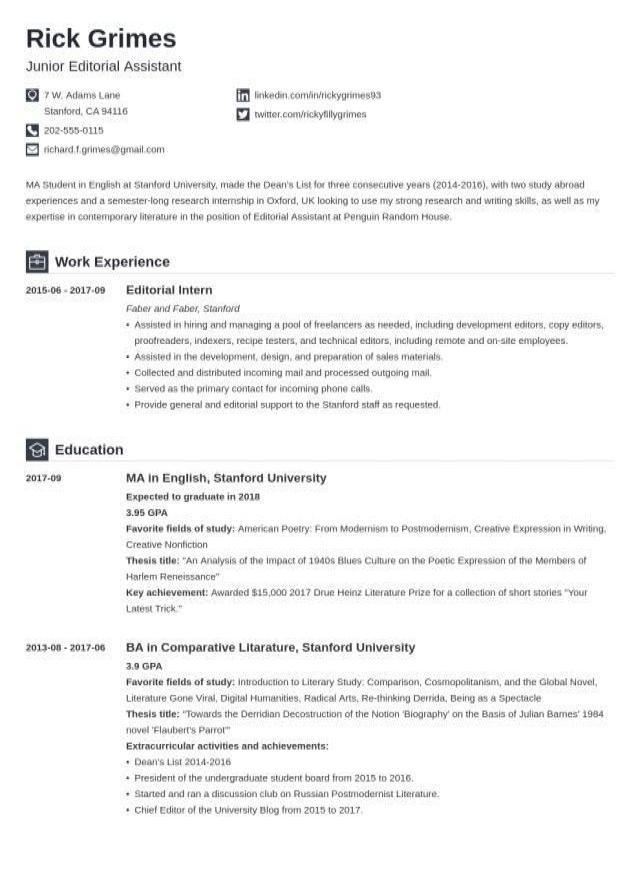 Rick Grimes
Junior Editorial Assistant
7 W. Adams Lane
Stanford, CA 94116
202-555-0115
richard.f.grimes@gmail.com
linkedin.com/in/rickygrimes93
twitter.com/rickyfillygrimes
MA Student in English at Stanford University, made the Dean's List for three consecutive years (2014-2016), with two study abroad
experiences and a semester-long research internship in Oxford, UK looking to use my strong research and writing skills, as well as my
expertise in contemporary literature in the position of Editorial Assistant at Penguin Random House.
Work Experience
2015-06 - 2017-09
Editorial Intern
Faber and Faber, Stanford
• Assisted in hiring and managing a pool of freelancers as needed, including development editors, copy editors,
proofreaders, indexers, recipe testers, and technical editors, including remote and on-site employees.
• Assisted in the development, design, and preparation of sales materials.
• Collected and distributed incoming mail and processed outgoing mail.
• Served as the primary contact for incoming phone calls.
• Provide general and editorial support to the Stanford staff as requested.
Education
2017-09
MA in English, Stanford University
Expected to graduate in 2018
3.95 GPA
Favorite fields of study: American Poetry: From Modernism to Postmodernism, Creative Expression in Writing,
Creative Nonfiction
Thesis title: "An Analysis of the Impact of 1940s Blues Culture on the Poetic Expression of the Members of
Harlem Reneissance"
Key achievement: Awarded $15,000 2017 Drue Heinz Literature Prize for a collection of short stories "Your
Latest Trick."
2013-08 - 2017-06
BA in Comparative Litarature, Stanford University
3.9 GPA
Favorite fields of study: Introduction to Literary Study: Comparison, Cosmopolitanism, and the Global Novel,
Literature Gone Viral, Digital Humanities, Radical Arts, Re-thinking Derrida, Being as a Spectacle
Thesis title: "Towards the Derridian Decostruction of the Notion 'Biography' on the Basis of Julian Barnes' 1984
novel 'Flaubert's Parrot'"
Extracurricular activities and achievements:
• Dean's List 2014-2016
• President of the undergraduate student board from 2015 to 2016.
• Started and ran a discussion club on Russian Postmodernist Literature.
• Chief Editor of the University Blog from 2015 to 2017.